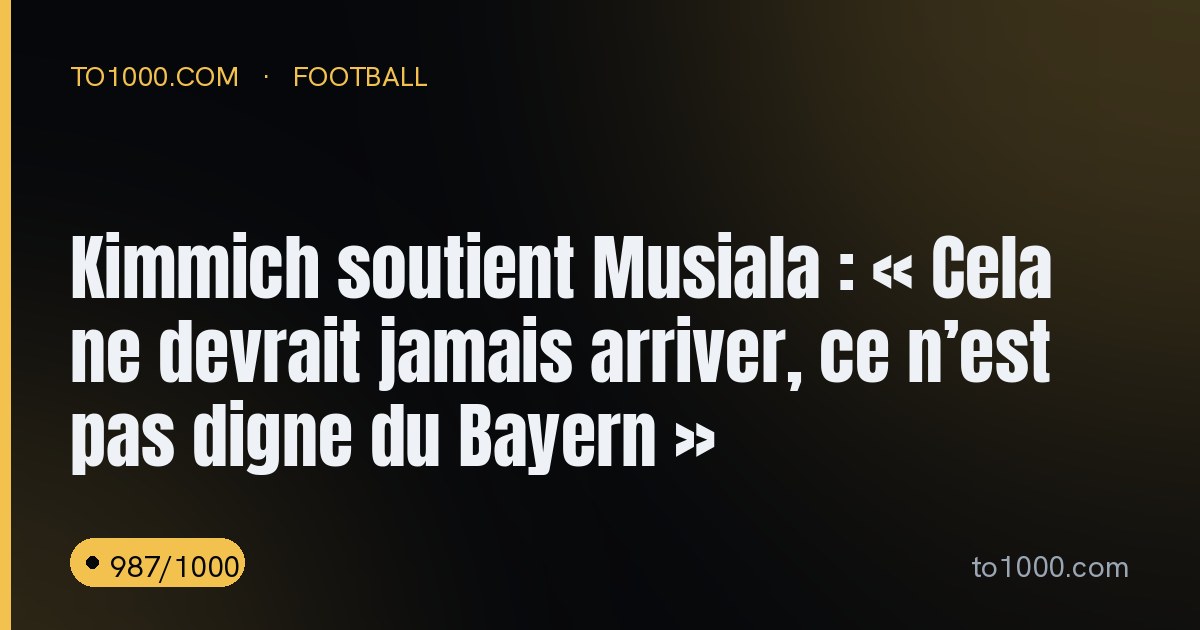 TO1000.COM · FOOTBALL
Kimmich soutient Musiala : « Cela
ne devrait jamais arriver, ce n’est
pas digne du Bayern »
987/1000
to1000.com